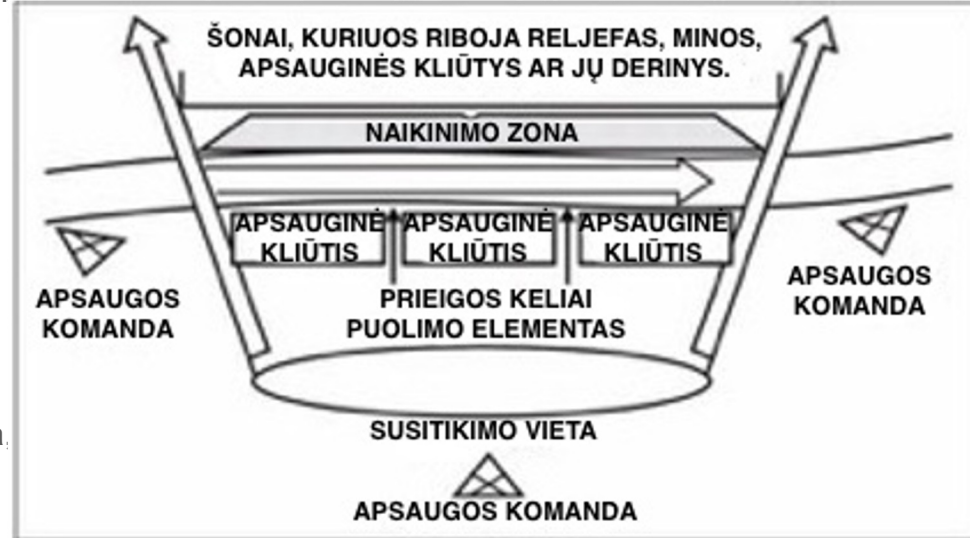 ŠONAI, KURIUOS RIBOJA RELJEFAS, MINOS,
APSAUGINĖS KLIŪTYS AR JŲ DERINYS.
NAIKINIMO ZONA
APSAUGINĖ
KLIŪTIS
APSAUGINĖ
KLIŪTIS
APSAUGINĖ
KLIŪTIS
APSAUGOS
KOMANDA
PRIEIGOS KELIAI
PUOLIMO ELEMENTAS
APSAUGOS
KOMANDA
SUSITIKIMO VIETA
APSAUGOS KOMANDA